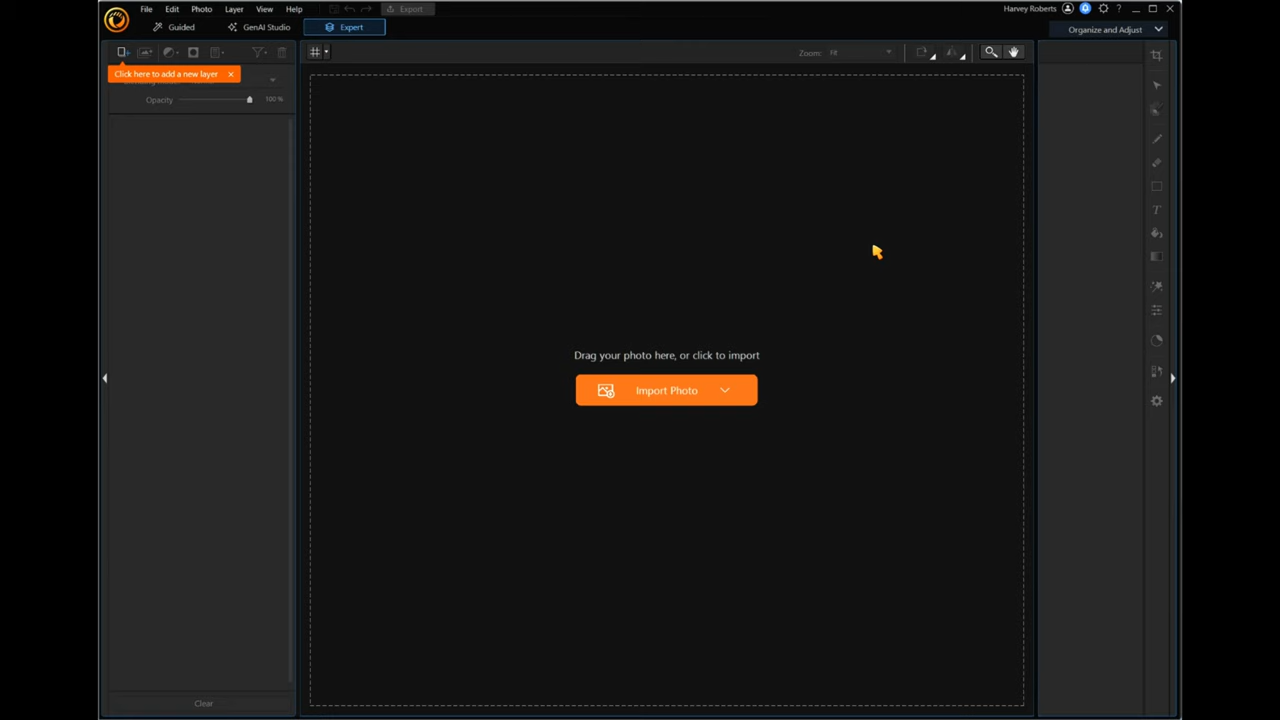 File Edit Photo Layer View Help
Export
Harvey Roberts
?
Guided
GenAI Studio
Expert
Organize and Adjust
Zoom: Fit
Click here to add a new layer
Opacity 100 %
Drag your photo here, or click to import
Import Photo
T
Clear